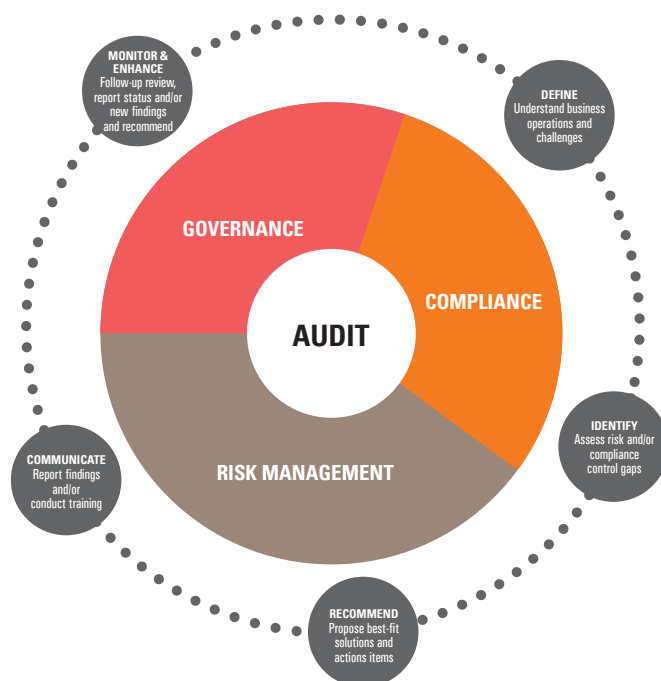 MONITOR &
ENHANCE
Follow-up review,
report status and/or
new findings
and recommend
DEFINE
Understand business
operations and
challenges
GOVERNANCE
COMPLIANCE
AUDIT
IDENTIFY
Assess risk and/or
compliance
control gaps
COMMUNICATE
Report findings
and/or
conduct training
RISK MANAGEMENT
RECOMMEND
Propose best-fit
solutions and
actions items